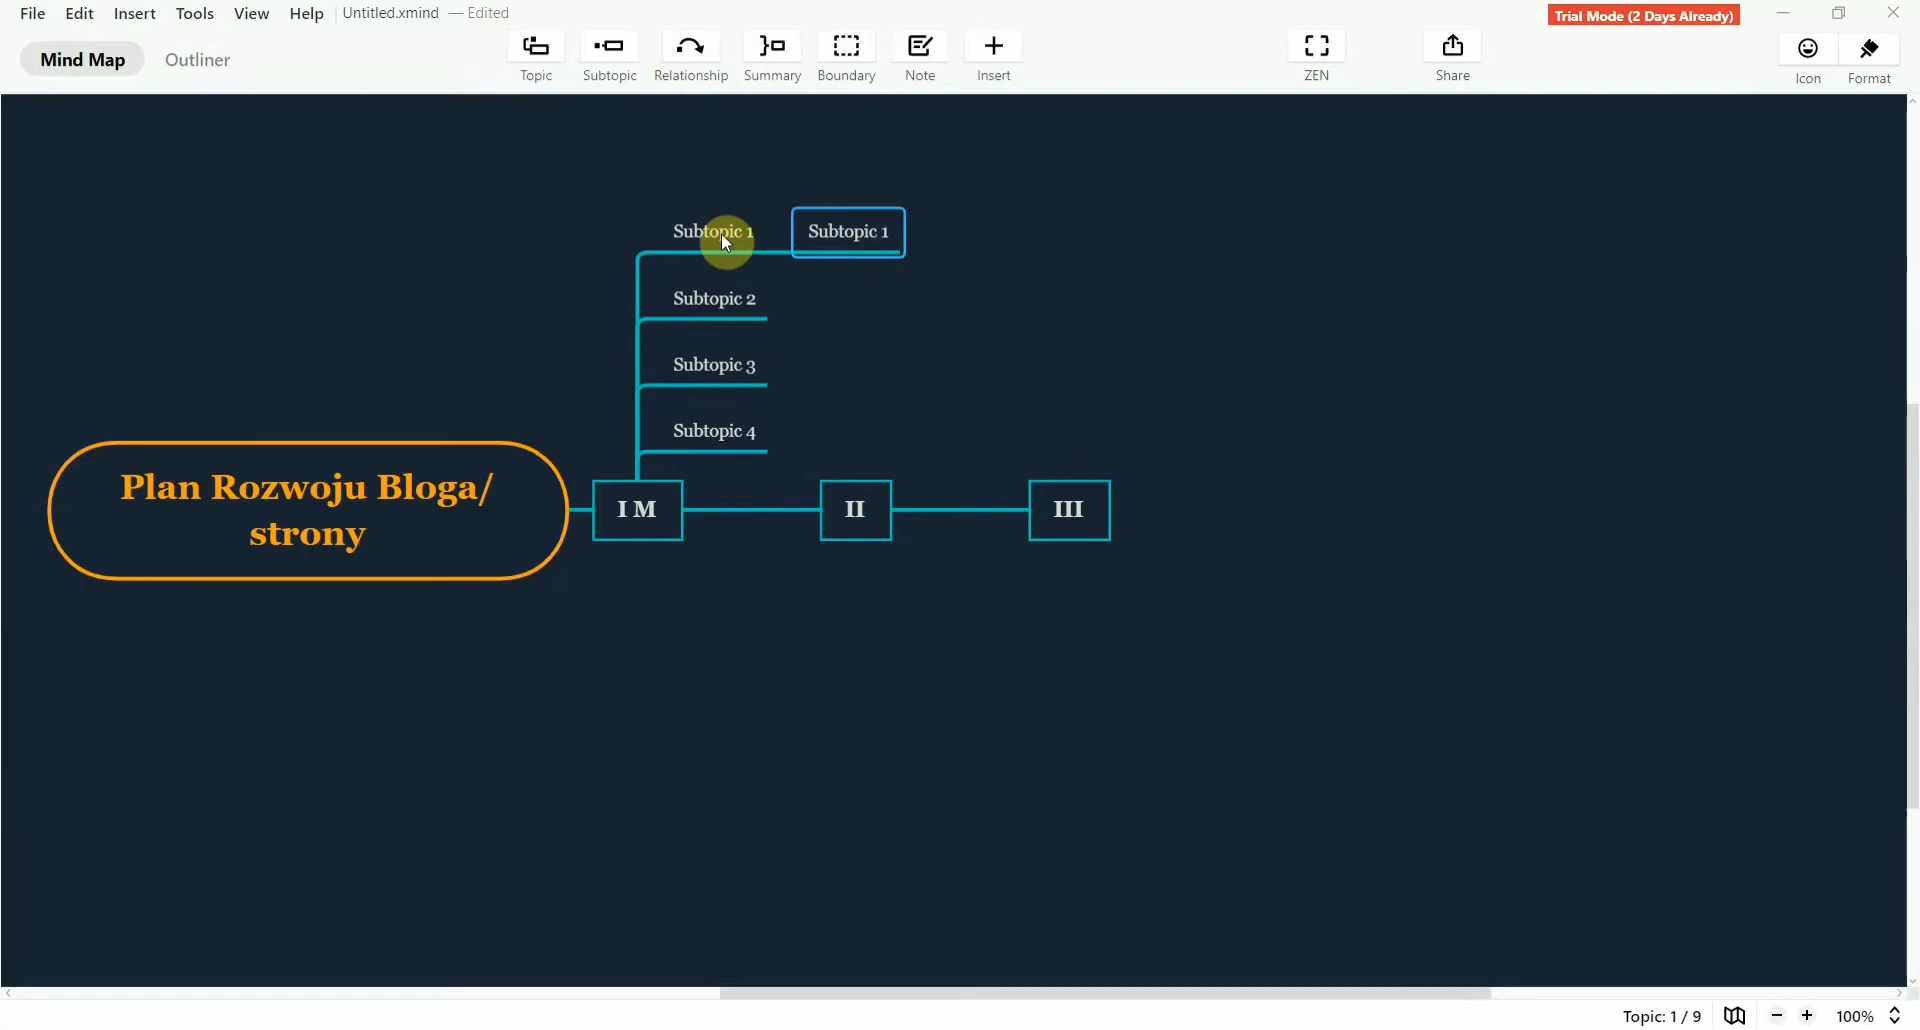 File Edit Insert Tools View Help Untitled.xmind — Edited
Trial Mode (2 Days Already)
Mind Map Outliner
Topic Subtopic Relationship Summary Boundary Note Insert ZEN Share Icon Format
Subtopic 1 Subtopic 1
Subtopic 2
Subtopic 3
Subtopic 4
Plan Rozwoju Bloga/
strony
I M II III
Topic: 1 / 9 100%